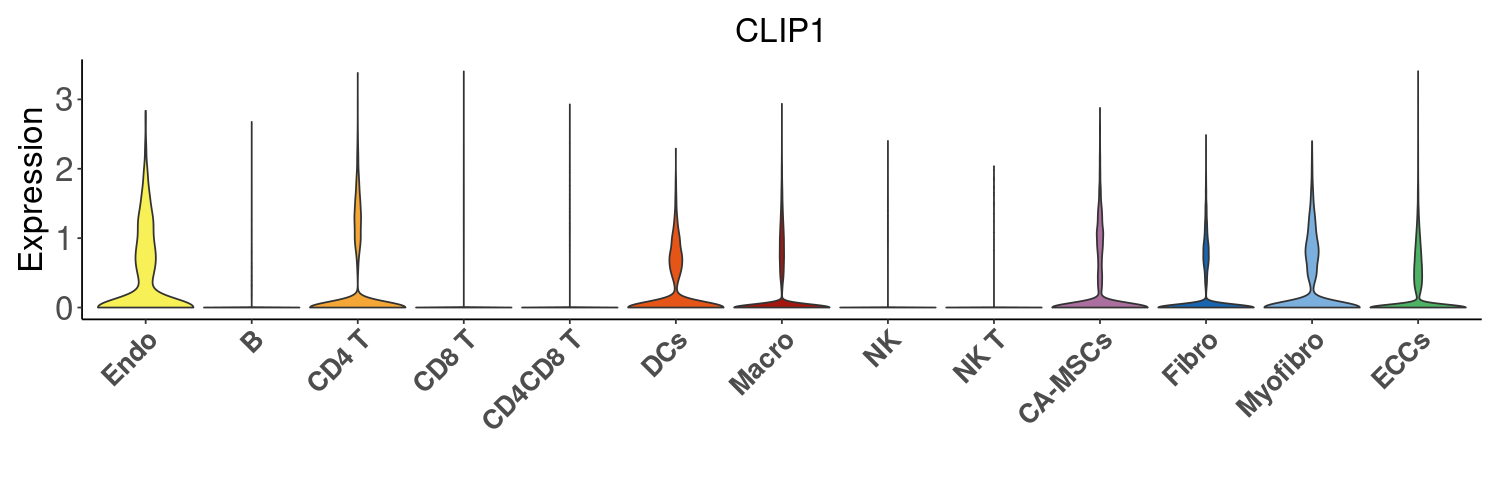 CLIP1
Expression
3
2
1
0
Endo
B
CD4 T
CD8 T
CD4CD8 T
DCs
Macro
NK
NK T
CA-MSCs
Fibro
Myofibro
ECCs